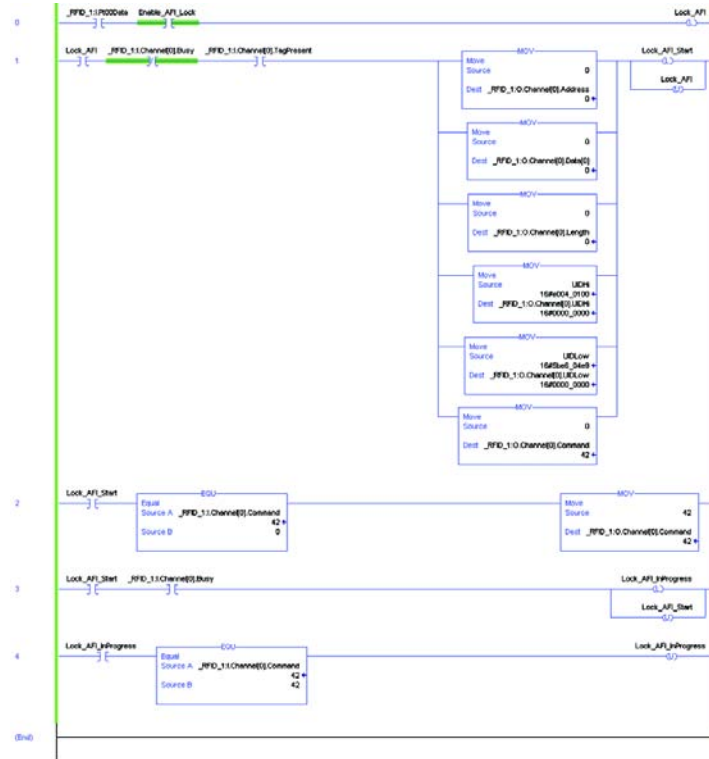 _RFID_1:I.Pt00Data Enable_AFI_Lock Lock_AFI
0
Lock_AFI _RFID_1:I.Channel[0].Busy _RFID_1:I.Channel[0].TagPresent Lock_AFI_Start
1
MOV
Move
Source 0
Dest _RFID_1:O.Channel[0].Address
0
Lock_AFI
MOV
Move
Source 0
Dest _RFID_1:O.Channel[0].Data[0]
0
MOV
Move
Source 0
Dest _RFID_1:O.Channel[0].Length
0
MOV
Move
Source UIDHi
16#e004_0100
Dest _RFID_1:O.Channel[0].UIDHi
16#0000_0000
MOV
Move
Source UIDLow
Dest _RFID_1:O.Channel[0].UIDLow
16#0000_0000
MOV
Move
Source 0
Dest _RFID_1:O.Channel[0].Command
42
Lock_AFI_Start
2
EQU
Equal
Source A _RFID_1:I.Channel[0].Command
42
Source B 0
MOV
Move
Source 42
Dest _RFID_1:O.Channel[0].Command
42
Lock_AFI_Start _RFID_1:I.Channel[0].Busy Lock_AFI_InProgress
3
Lock_AFI_Start
Lock_AFI_InProgress Lock_AFI_InProgress
4
EQU
Equal
Source A _RFID_1:I.Channel[0].Command
42
Source B 42
(End)